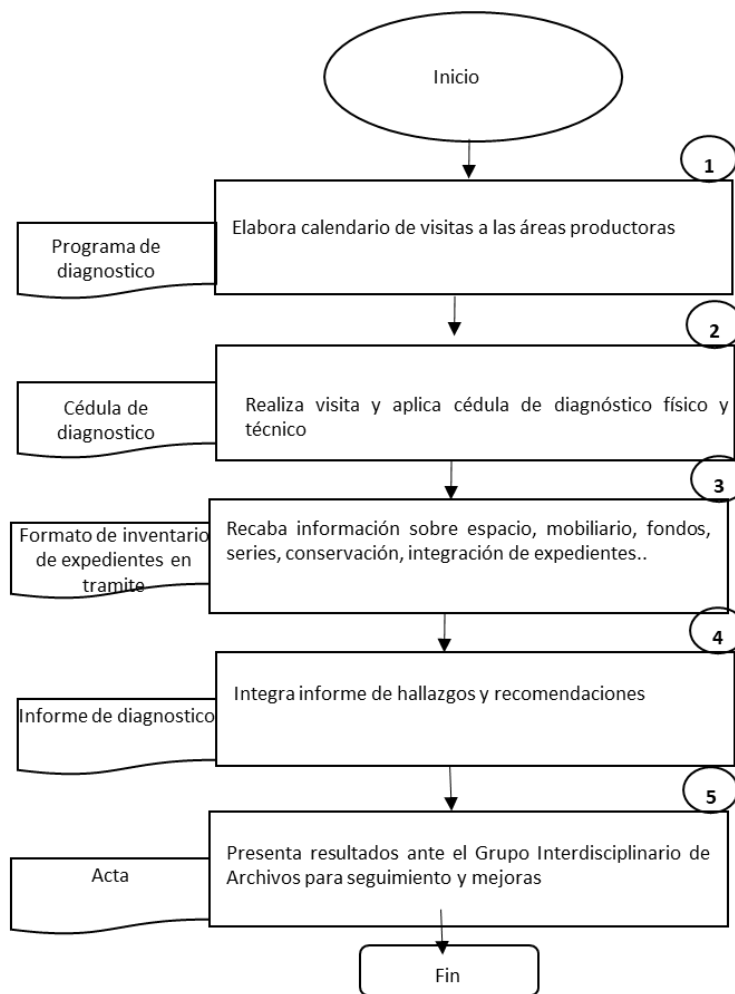 Inicio
1
Elabora calendario de visitas a las áreas productoras
Programa de
diagnostico
2
Realiza visita y aplica cédula de diagnóstico físico y
técnico
Cédula de
diagnostico
3
Recaba información sobre espacio, mobiliario, fondos,
series, conservación, integración de expedientes..
Formato de inventario
de expedientes en
tramite
4
Integra informe de hallazgos y recomendaciones
Informe de diagnostico
5
Presenta resultados ante el Grupo Interdisciplinario de
Archivos para seguimiento y mejoras
Acta
Fin